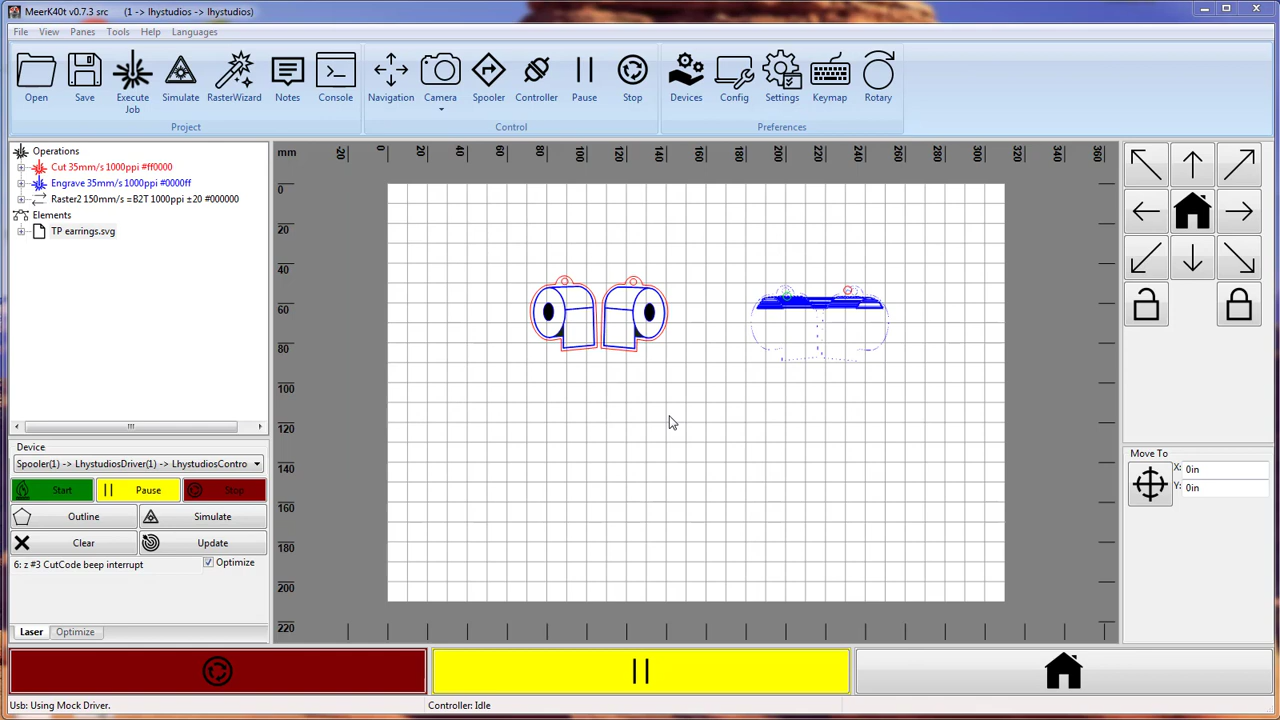 MeerK40t v0.7.3 src (1 -> lhystudios -> lhystudios)
File View Panes Tools Help Languages
Open Save Execute Job Simulate RasterWizard Notes Console
Project
Navigation Camera Spooler Controller Pause Stop
Control
Devices Config Settings Keymap Rotary
Preferences
Operations
Cut 35mm/s 1000ppi #ff0000
Engrave 35mm/s 1000ppi #0000ff
Raster2 150mm/s =B2T 1000ppi ±20 #000000
Elements
TP earrings.svg
mm -20 0 20 40 60 80 100 120 140 160 180 200 220 240 260 280 300 320 340 360
0
20
40
60
80
100
120
140
160
180
200
220
Device
Spooler(1) -> LhystudiosDriver(1) -> LhystudiosContro
Start Pause Stop
Outline Simulate
Clear Update
6: z #3 CutCode beep interrupt
Optimize
Laser Optimize
Move To
X: 0in
Y: 0in
Usb: Using Mock Driver. Controller: Idle